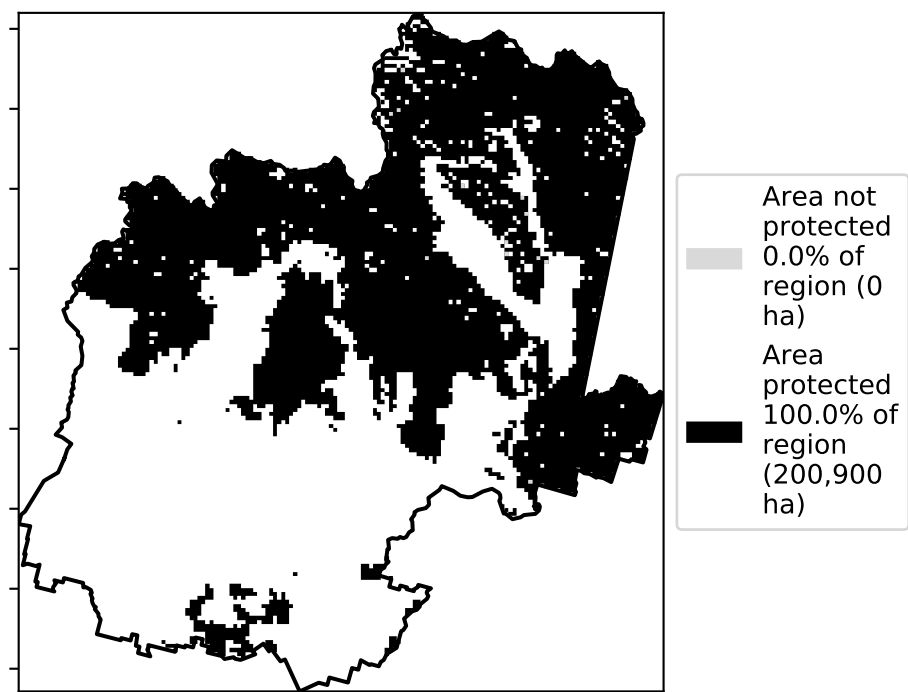 Area not
protected
0.0% of
region (0
ha)
Area
protected
100.0% of
region
(200,900
ha)